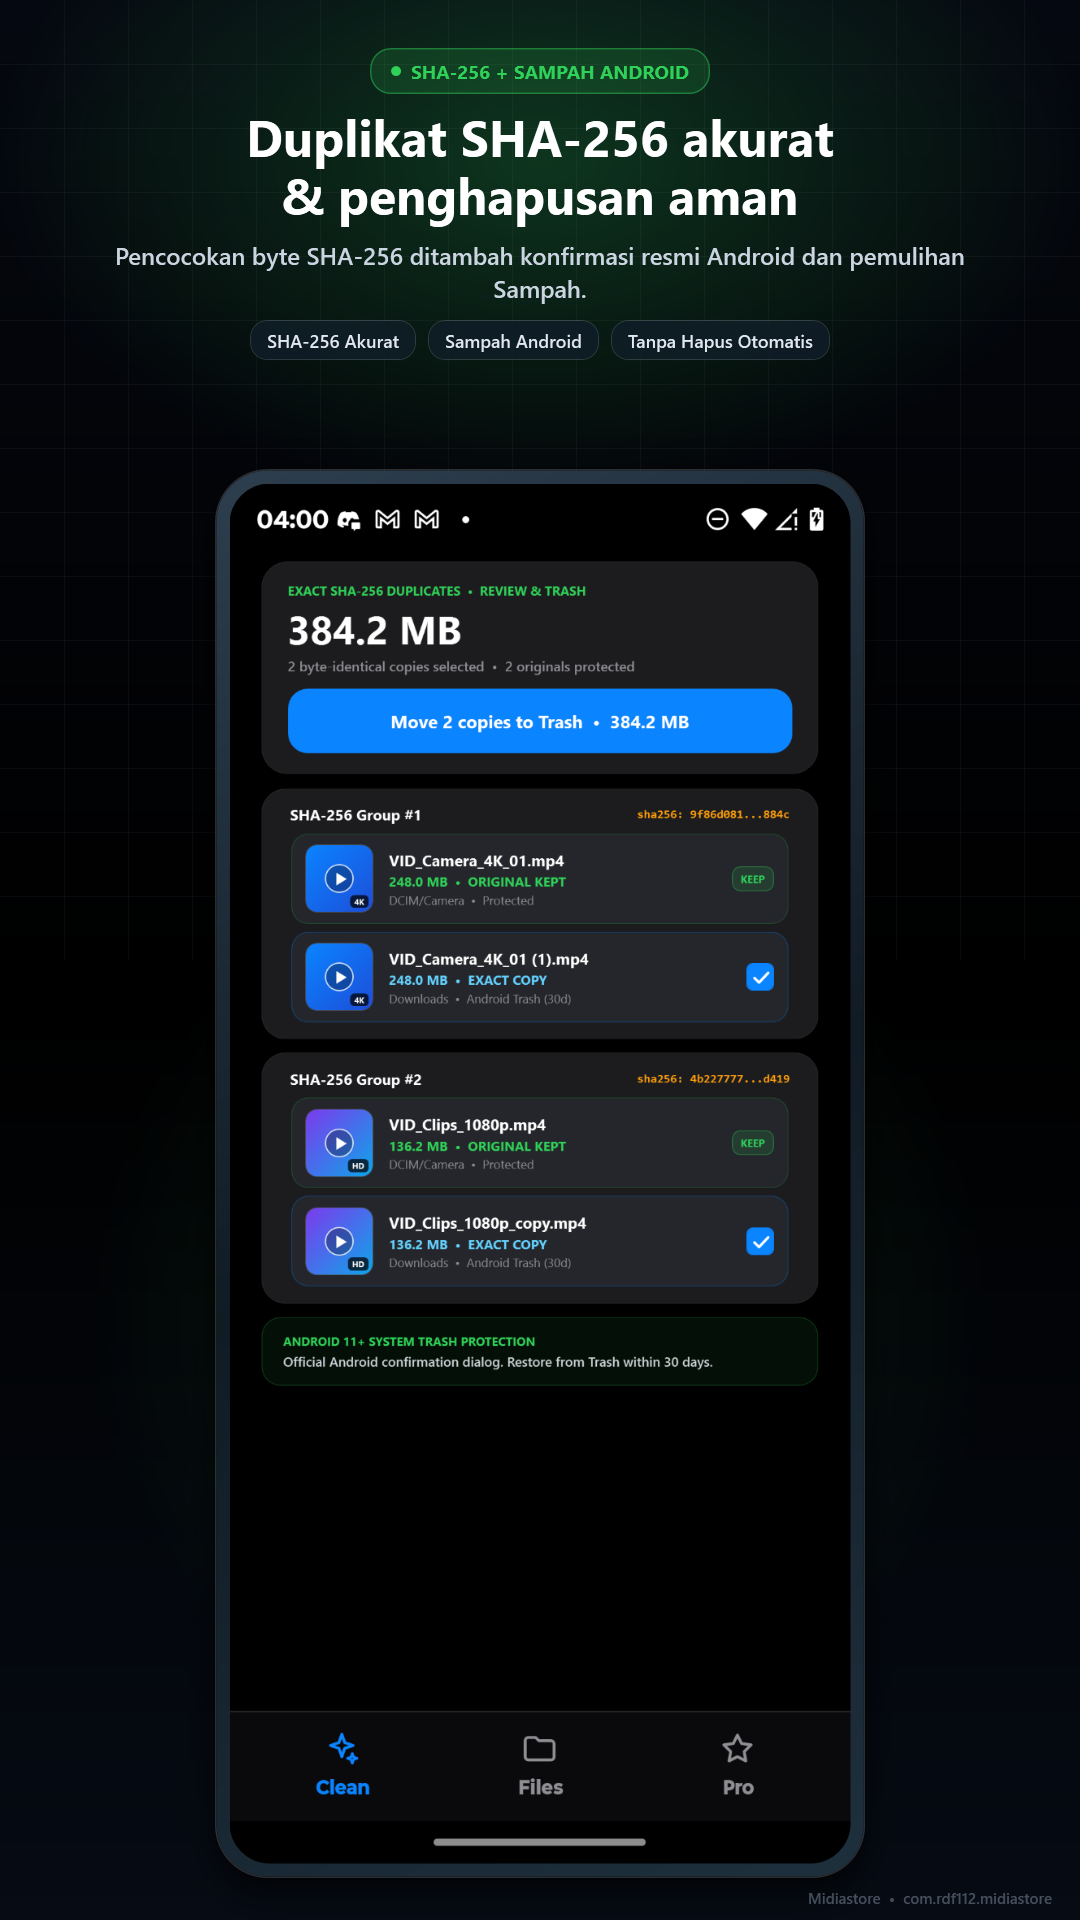 SHA-256 + SAMPAH ANDROID
Duplikat SHA-256 akurat
& penghapusan aman
Pencocokan byte SHA-256 ditambah konfirmasi resmi Android dan pemulihan
Sampah.
SHA-256 Akurat
Sampah Android
Tanpa Hapus Otomatis
04:00
EXACT SHA-256 DUPLICATES • REVIEW & TRASH
384.2 MB
2 byte-identical copies selected • 2 originals protected
Move 2 copies to Trash • 384.2 MB
SHA-256 Group #1
sha256: 9f86d081...884c
VID_Camera_4K_01.mp4
248.0 MB • ORIGINAL KEPT
DCIM/Camera • Protected
4K
KEEP
VID_Camera_4K_01 (1).mp4
248.0 MB • EXACT COPY
Downloads • Android Trash (30d)
4K
SHA-256 Group #2
sha256: 4b227777...d419
VID_Clips_1080p.mp4
136.2 MB • ORIGINAL KEPT
DCIM/Camera • Protected
HD
KEEP
VID_Clips_1080p_copy.mp4
136.2 MB • EXACT COPY
Downloads • Android Trash (30d)
HD
ANDROID 11+ SYSTEM TRASH PROTECTION
Official Android confirmation dialog. Restore from Trash within 30 days.
Clean
Files
Pro
Midiastore • com.rdf112.midiastore